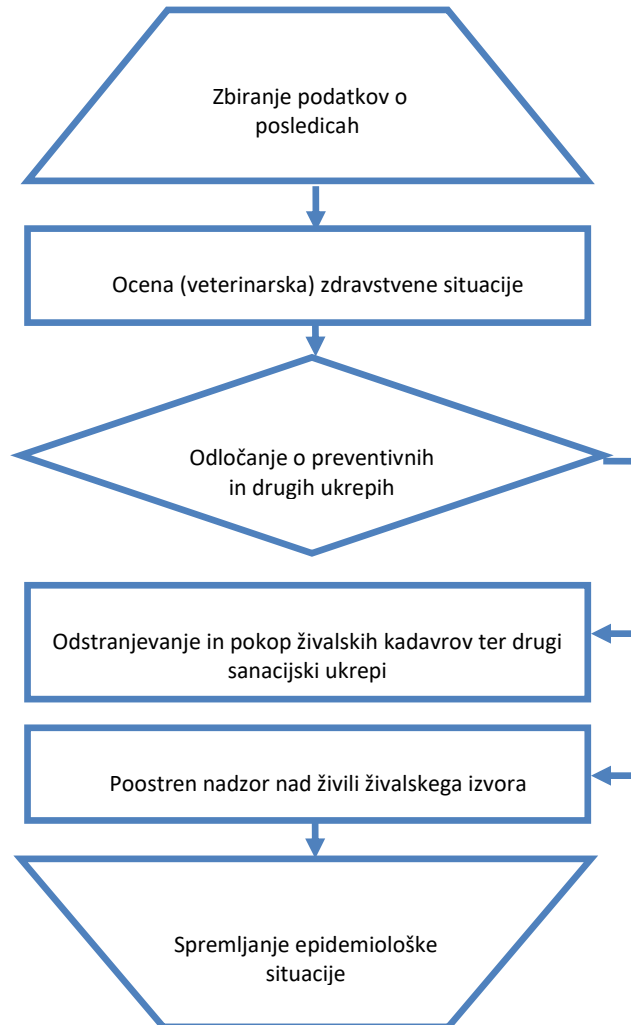 Zbiranje podatkov o
posledicah
Ocena (veterinarska) zdravstvene situacije
Odločanje o preventivnih
in drugih ukrepih
Odstranjevanje in pokop živalskih kadavrov ter drugi
sanacijski ukrepi
Poostren nadzor nad živili živalskega izvora
Spremljanje epidemiološke
situacije